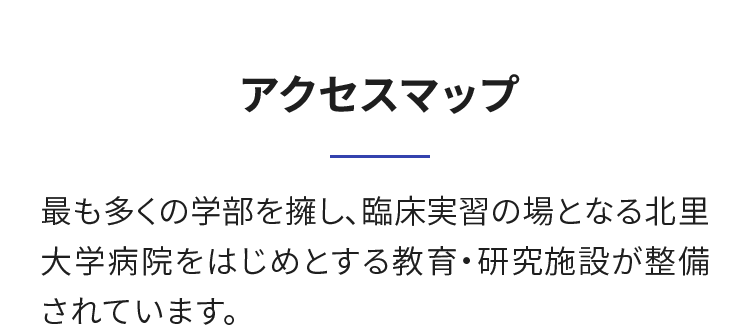 アクセスマップ
最も多くの学部を擁し、臨床実習の場となる北里
大学病院をはじめとする教育・研究施設が整備
されています。